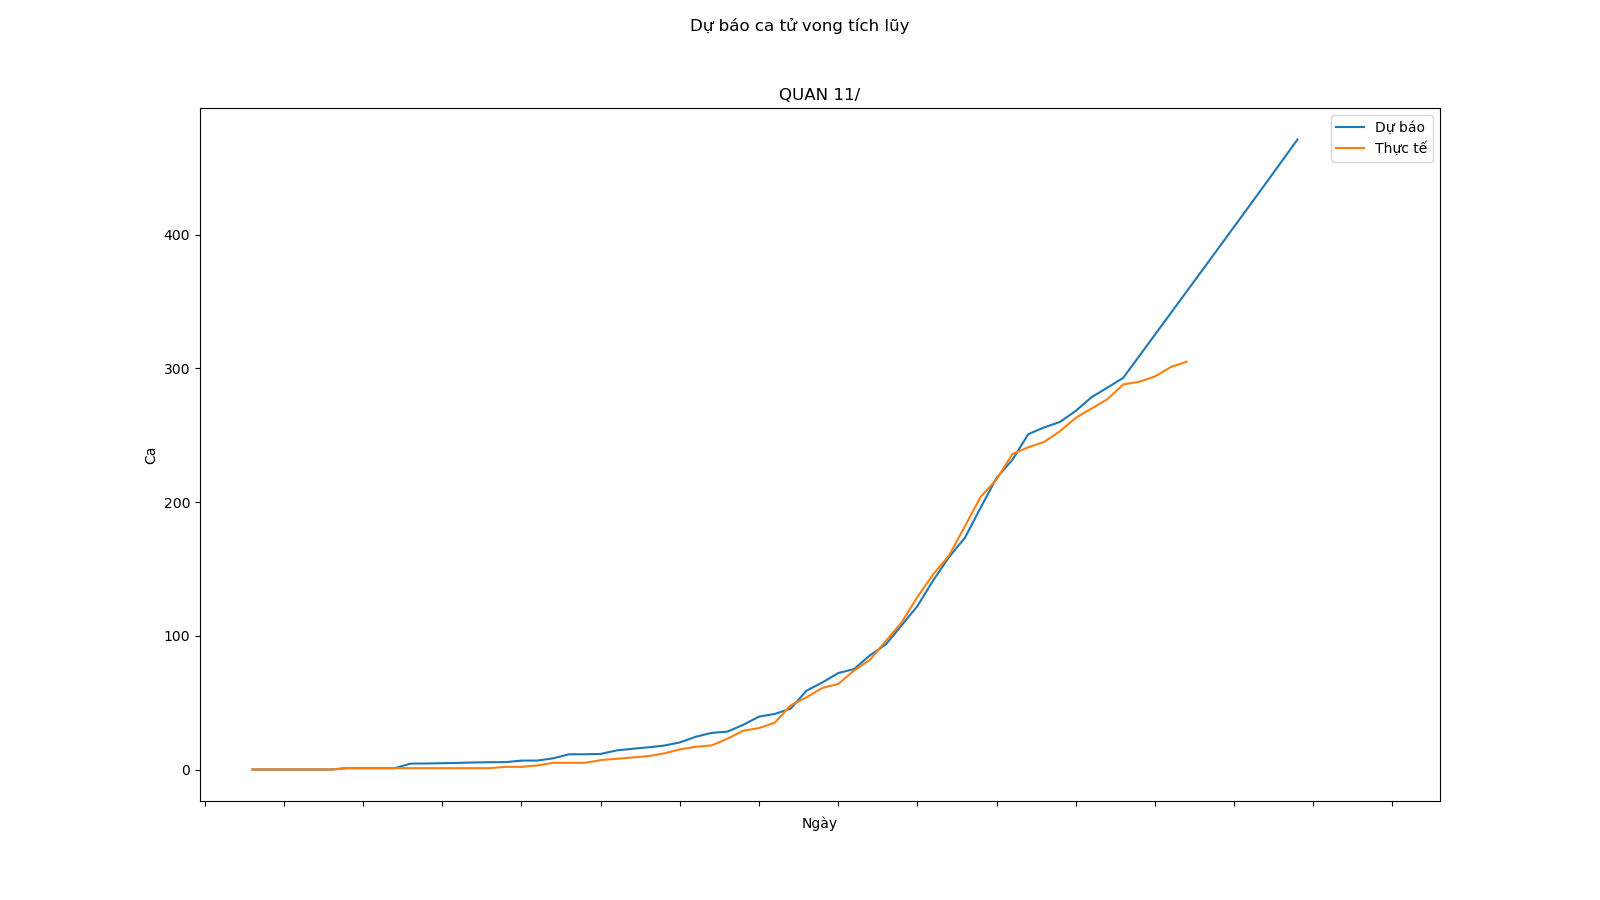 Dự báo ca tử vong tích lũy
QUAN 11/
Dự báo
Thực tế
400
300
200
100
0
Ca
Ngày